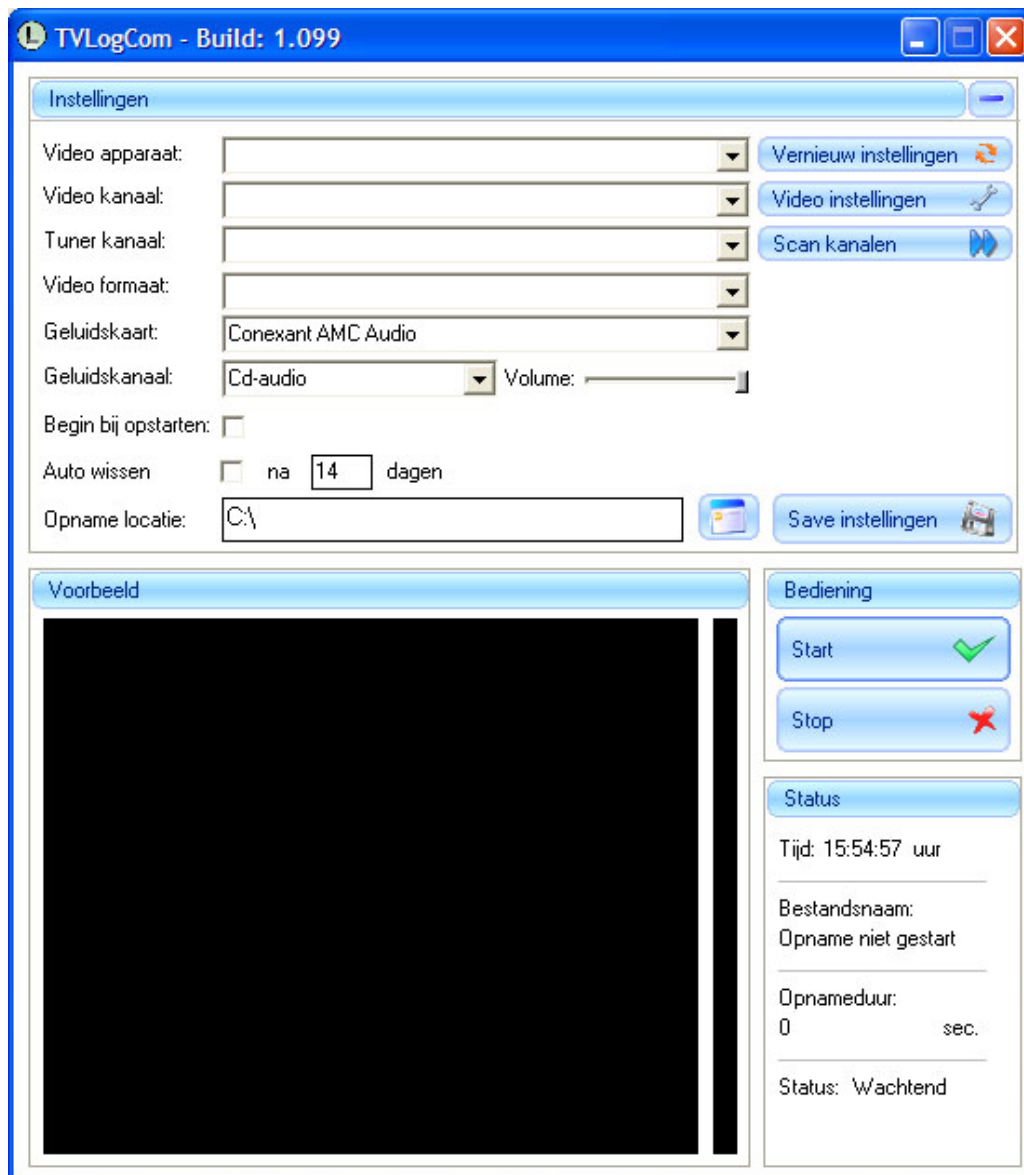 TVLogCom - Build: 1.099
Instellingen
Video apparaat:
Vernieuw instellingen
Video kanaal:
Video instellingen
Tuner kanaal:
Scan kanalen
Video formaat:
Geluidskaart: Conexant AMC Audio
Geluidskanaal: Cd-audio Volume:
Begin bij opstarten:
Auto wissen na 14 dagen
Opname locatie: C:\
Save instellingen
Voorbeeld
Bediening
Start
Stop
Status
Tijd: 15:54:57 uur
Bestandsnaam:
Opname niet gestart
Opnameduur:
0 sec.
Status: Wachtend